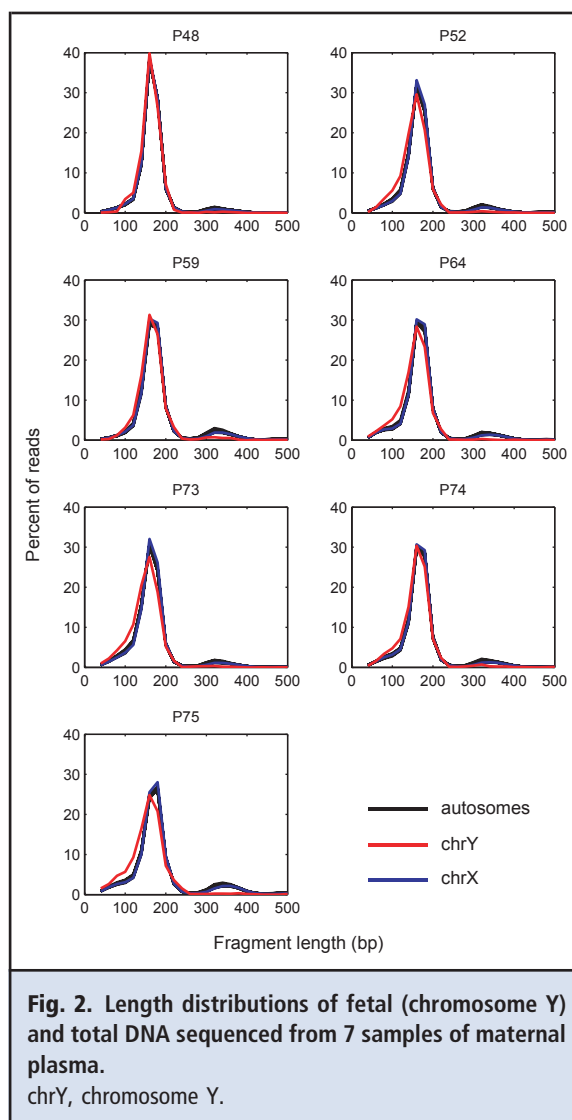 P48
P52
40
30
20
10
0
0 100 200 300 400 500
40
30
20
10
0
0 100 200 300 400 500
P59
P64
40
30
20
10
0
0 100 200 300 400 500
40
30
20
10
0
0 100 200 300 400 500
Percent of reads
P73
P74
40
30
20
10
0
0 100 200 300 400 500
40
30
20
10
0
0 100 200 300 400 500
P75
40
30
20
10
0
0 100 200 300 400 500
autosomes
chrY
chrX
Fragment length (bp)
Fig. 2. Length distributions of fetal (chromosome Y)
and total DNA sequenced from 7 samples of maternal
plasma.
chrY, chromosome Y.